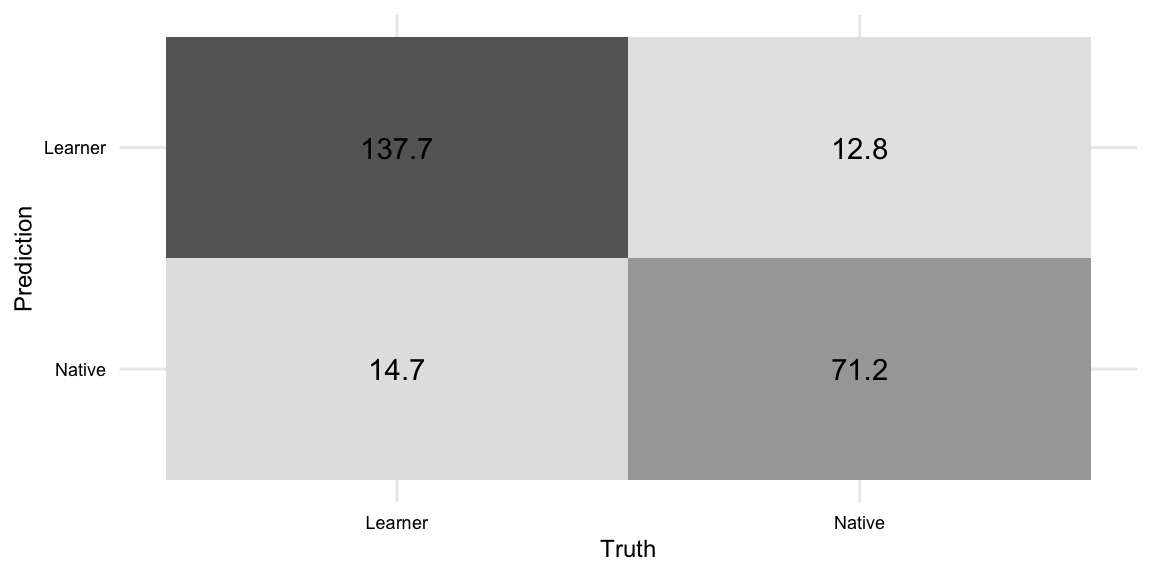 Learner
137.7
12.8
Prediction
Native
14.7
71.2
Learner
Native
Truth